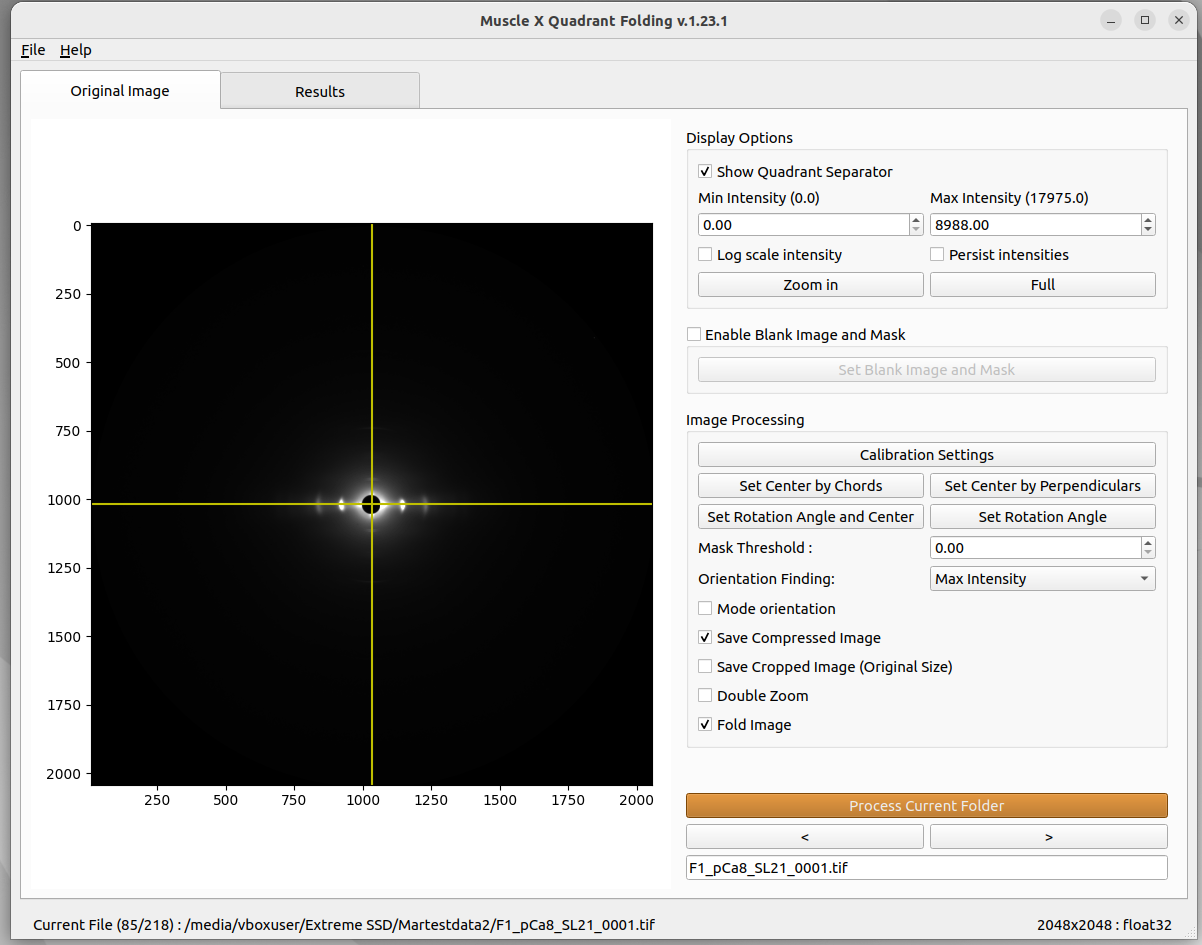 Muscle X Quadrant Folding v.1.23.1
File Help
Original Image Results
Display Options
Show Quadrant Separator
Min Intensity (0.0) Max Intensity (17975.0)
0.00 8988.00
Log scale intensity Persist intensities
Zoom in Full
Enable Blank Image and Mask
Set Blank Image and Mask
Image Processing
Calibration Settings
Set Center by Chords Set Center by Perpendiculars
Set Rotation Angle and Center Set Rotation Angle
Mask Threshold : 0.00
Orientation Finding: Max Intensity
Mode orientation
Save Compressed Image
Save Cropped Image (Original Size)
Double Zoom
Fold Image
Process Current Folder
< >
F1_pCa8_SL21_0001.tif
0
250
500
750
1000
1250
1500
1750
2000
250 500 750 1000 1250 1500 1750 2000
Current File (85/218) : /media/vboxuser/Extreme SSD/Martestdata2/F1_pCa8_SL21_0001.tif 2048x2048 : float32